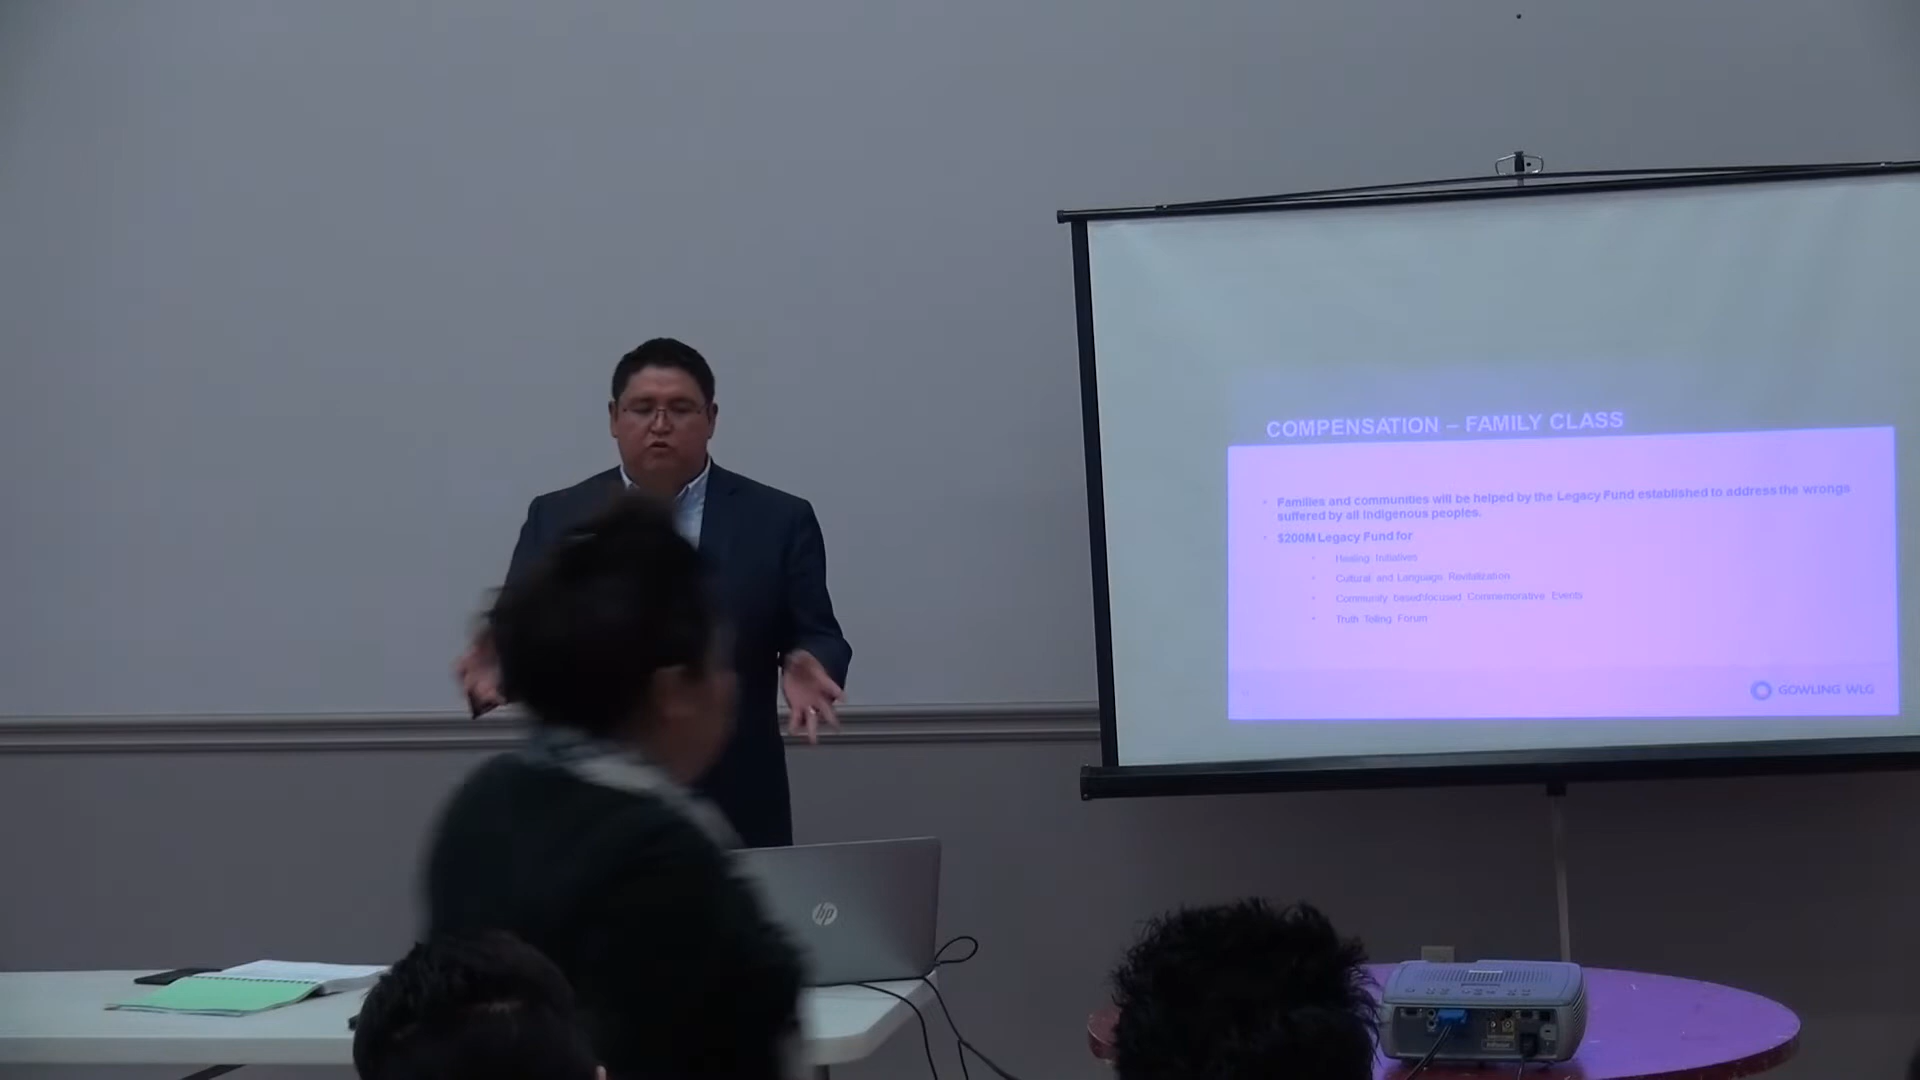 COMPENSATION – FAMILY CLASS
Families and communities will be helped by the Legacy Fund established to address the wrongs
suffered by all Indigenous peoples.
$200M Legacy Fund for
Healing Initiatives
Cultural and Language Revitalization
Community based\focused Commemorative Events
Truth Telling Forum
GOWLING WLG
hp